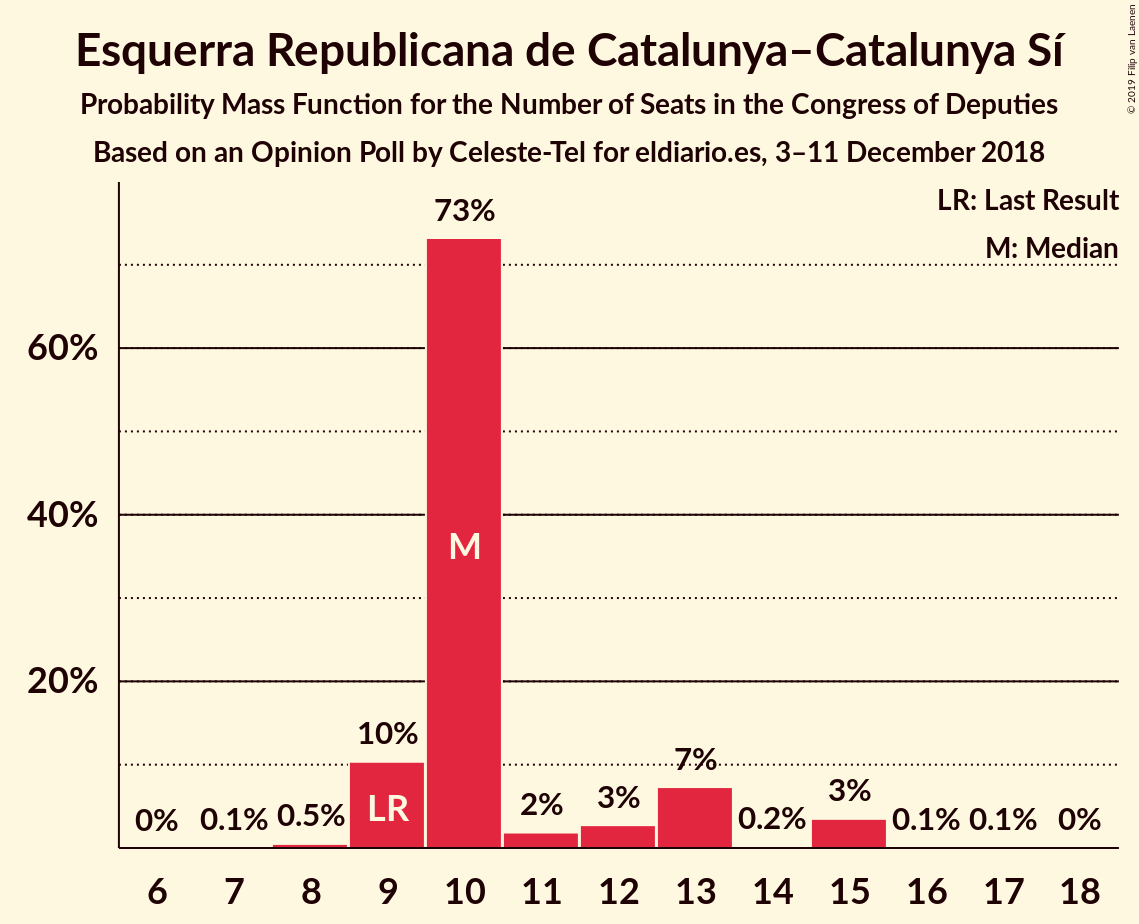 Esquerra Republicana de Catalunya–Catalunya Sí
Probability Mass Function for the Number of Seats in the Congress of Deputies
Based on an Opinion Poll by Celeste-Tel for eldiario.es, 3–11 December 2018
© 2019 Filip van Laenen
LR: Last Result
M: Median
60%
40%
20%
0%
0.1%
0.5%
10%
73%
2%
3%
7%
0.2%
3%
0.1%
0.1%
0%
LR
M
6 7 8 9 10 11 12 13 14 15 16 17 18